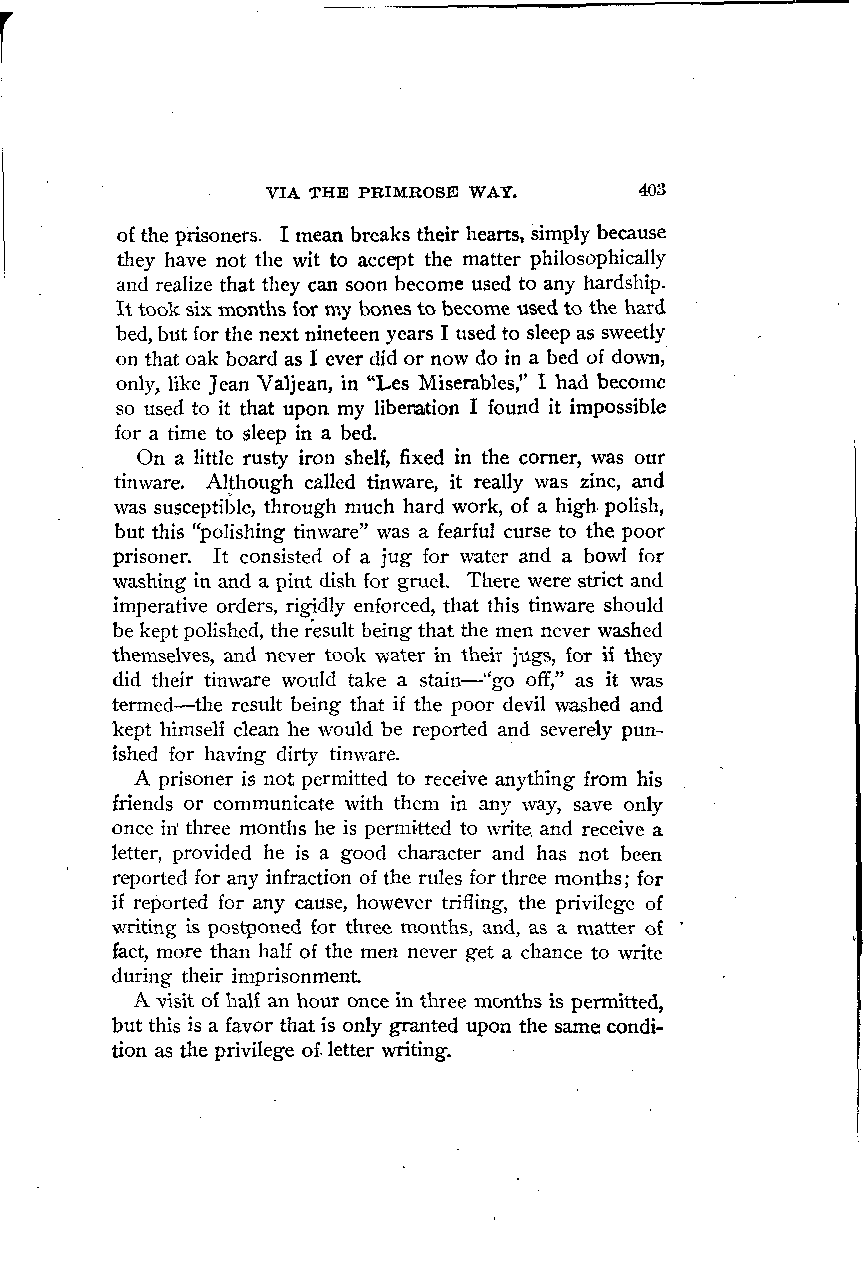 VIA THE PRIMROSE WAY. 403
of the prisoners. I mean breaks their hearts, simply because
they have not the wit to accept the matter philosophically
and realize that they can soon become used to any hardship.
It took six months for my bones to become used to the hard
bed, but for the next nineteen years I used to sleep as sweetly
on that oak board as I ever did or now do in a bed of down,
only, like Jean Valjean, in “Les Miserables,” I had become
so used to it that upon my liberation I found it impossible
for a time to sleep in a bed.
On a little rusty iron shelf, fixed in the corner, was our
tinware. Although called tinware, it really was zinc, and
was susceptible, through much hard work, of a high polish,
but this “polishing tinware” was a fearful curse to the poor
prisoner. It consisted of a jug for water and a bowl for
washing in and a pint dish for gruel. There were strict and
imperative orders, rigidly enforced, that this tinware should
be kept polished, the result being that the men never washed
themselves, and never took water in their jugs, for if they
did their tinware would take a stain—“go off,” as it was
termed—the result being that if the poor devil washed and
kept himself clean he would be reported and severely pun-
ished for having dirty tinware.
A prisoner is not permitted to receive anything from his
friends or communicate with them in any way, save only
once in three months he is permitted to write and receive a
letter, provided he is a good character and has not been
reported for any infraction of the rules for three months; for
if reported for any cause, however trifling, the privilege of
writing is postponed for three months, and, as a matter of
fact, more than half of the men never get a chance to write
during their imprisonment.
A visit of half an hour once in three months is permitted,
but this is a favor that is only granted upon the same condi-
tion as the privilege of letter writing.